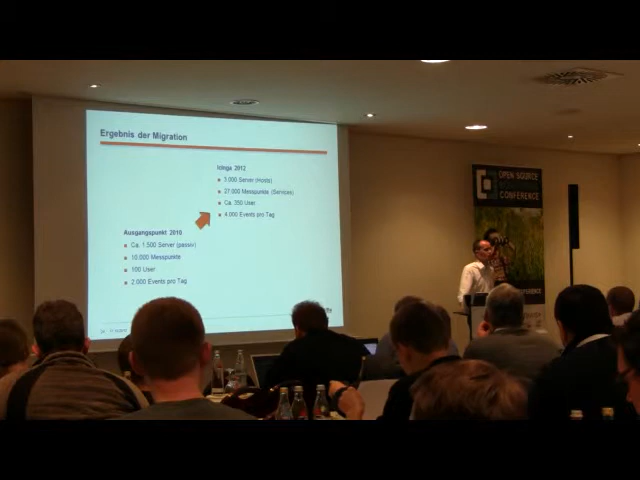 Ergebnis der Migration
Icinga 2012
3.000 Server (Hosts)
27.000 Messpunkte (Services)
Ca. 350 User
4.000 Events pro Tag
Ausgangspunkt 2010
Ca. 1.500 Server (passiv)
10.000 Messpunkte
100 User
2.000 Events pro Tag
OPEN SOURCE
CONFERENCE